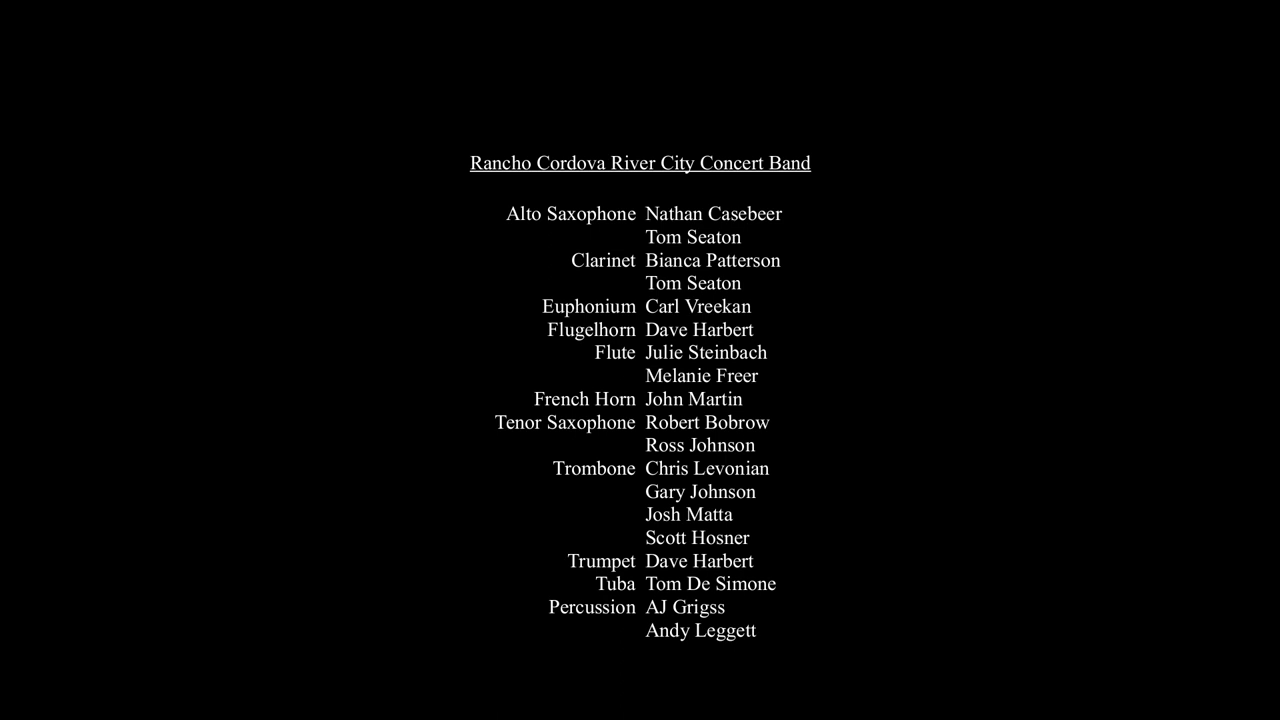 Rancho Cordova River City Concert Band
Alto Saxophone Nathan Casebeer
Tom Seaton
Clarinet Bianca Patterson
Tom Seaton
Euphonium Carl Vreekan
Flugelhorn Dave Harbert
Flute Julie Steinbach
Melanie Freer
French Horn John Martin
Tenor Saxophone Robert Bobrow
Ross Johnson
Trombone Chris Levonian
Gary Johnson
Josh Matta
Scott Hosner
Trumpet Dave Harbert
Tuba Tom De Simone
Percussion AJ Grigss
Andy Leggett